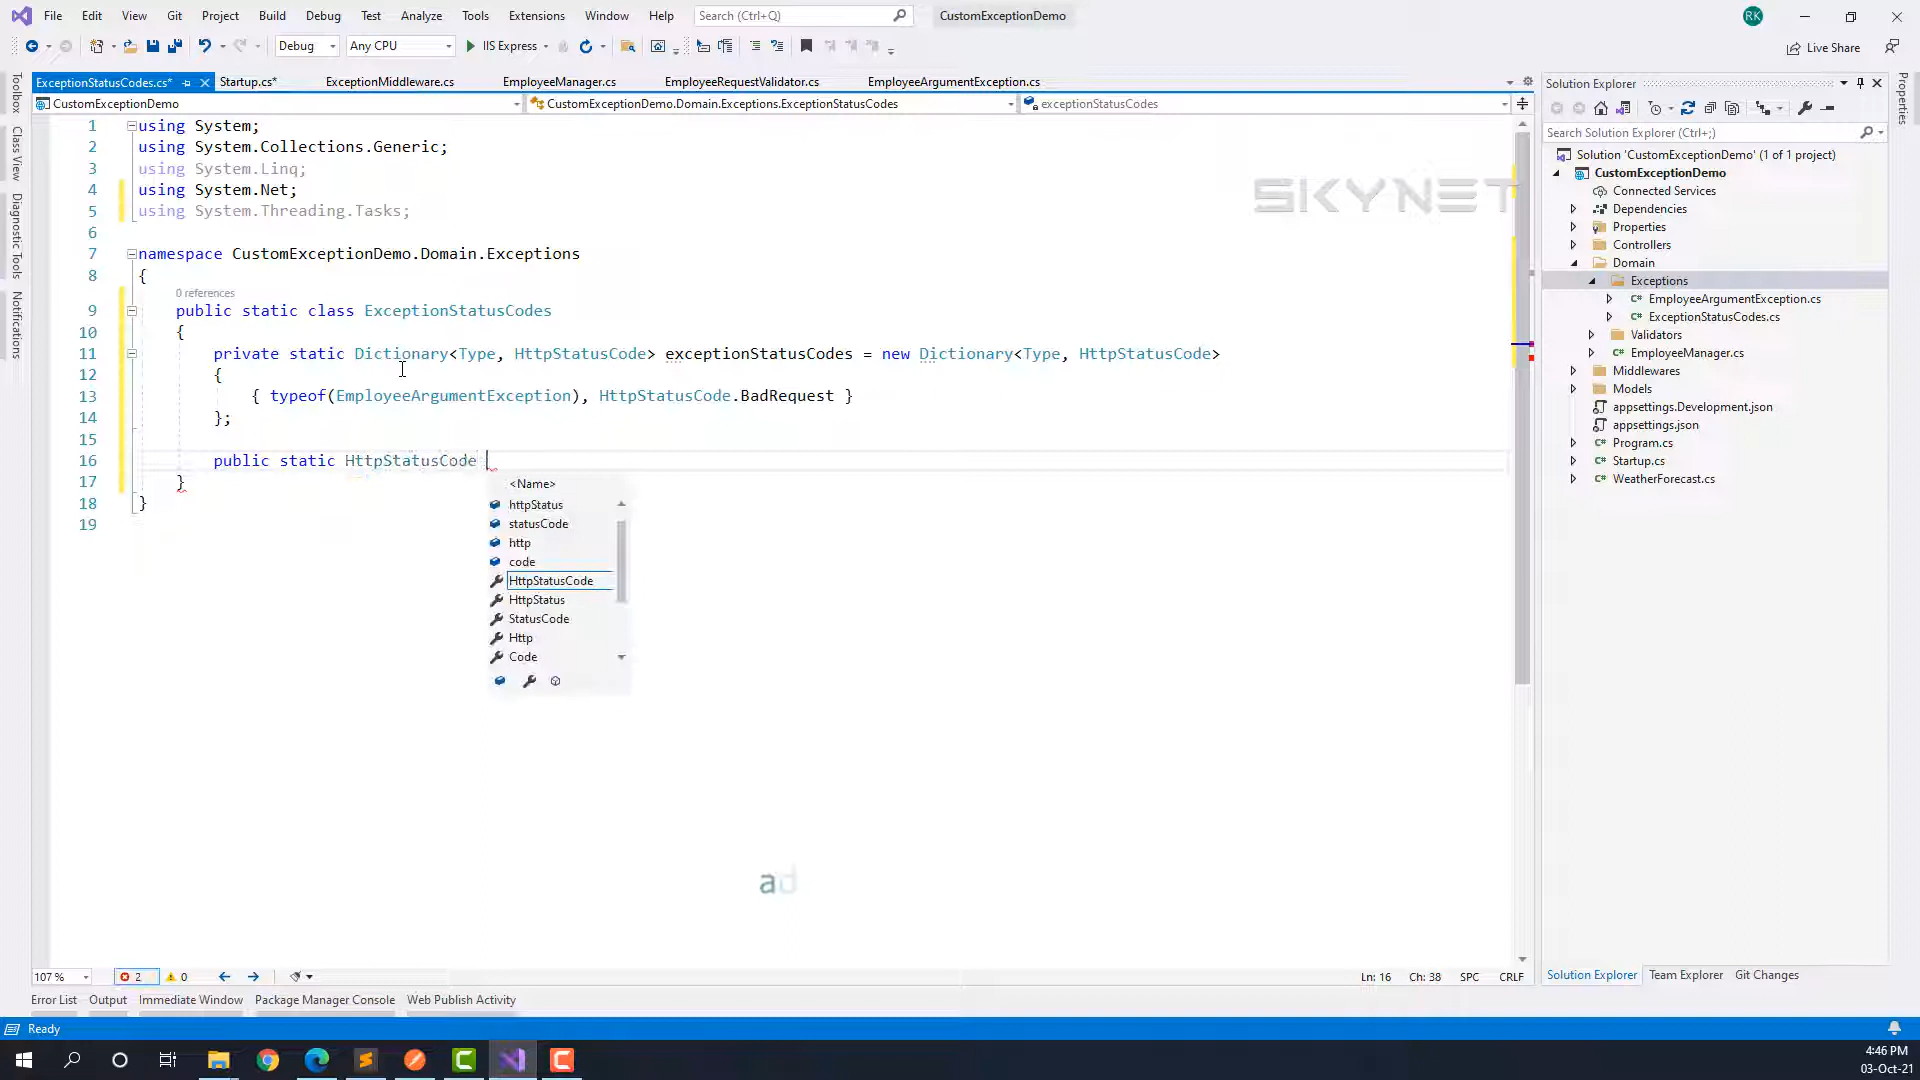 File Edit View Git Project Build Debug Test Analyze Tools Extensions Window Help Search (Ctrl+Q) CustomExceptionDemo RK
Debug Any CPU IIS Express Live Share
ExceptionStatusCodes.cs* Startup.cs* ExceptionMiddleware.cs EmployeeManager.cs EmployeeRequestValidator.cs EmployeeArgumentException.cs
CustomExceptionDemo CustomExceptionDemo.Domain.Exceptions.ExceptionStatusCodes exceptionStatusCodes
Toolbox
Class View
Diagnostic Tools
Notifications
1 using System;
2 using System.Collections.Generic;
3 using System.Linq;
4 using System.Net;
5 using System.Threading.Tasks;
6
7 namespace CustomExceptionDemo.Domain.Exceptions
8 {
0 references
9 public static class ExceptionStatusCodes
10 {
11 private static Dictionary<Type, HttpStatusCode> exceptionStatusCodes = new Dictionary<Type, HttpStatusCode>
12 {
13 { typeof(EmployeeArgumentException), HttpStatusCode.BadRequest }
14 };
15
16 public static HttpStatusCode
17 }
18 }
19
<Name>
httpStatus
statusCode
http
code
HttpStatusCode
HttpStatus
StatusCode
Http
Code
SKYNET
ad
Solution Explorer
Search Solution Explorer (Ctrl+;)
Solution 'CustomExceptionDemo' (1 of 1 project)
CustomExceptionDemo
Connected Services
Dependencies
Properties
Controllers
Domain
Exceptions
EmployeeArgumentException.cs
ExceptionStatusCodes.cs
Validators
EmployeeManager.cs
Middlewares
Models
appsettings.Development.json
appsettings.json
Program.cs
Startup.cs
WeatherForecast.cs
Properties
107 % 2 0 Ln: 16 Ch: 38 SPC CRLF
Solution Explorer Team Explorer Git Changes
Error List Output Immediate Window Package Manager Console Web Publish Activity
Ready
4:46 PM
03-Oct-21